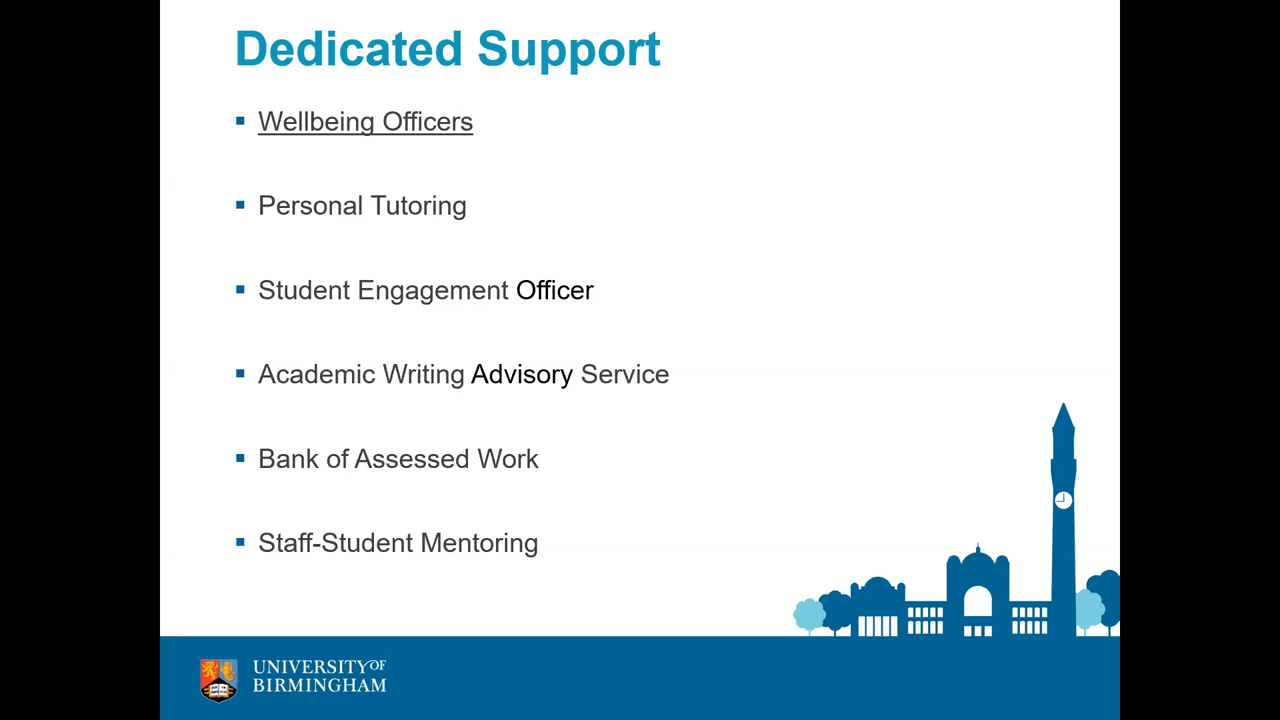 Dedicated Support
Wellbeing Officers
Personal Tutoring
Student Engagement Officer
Academic Writing Advisory Service
Bank of Assessed Work
Staff-Student Mentoring
UNIVERSITY OF
BIRMINGHAM